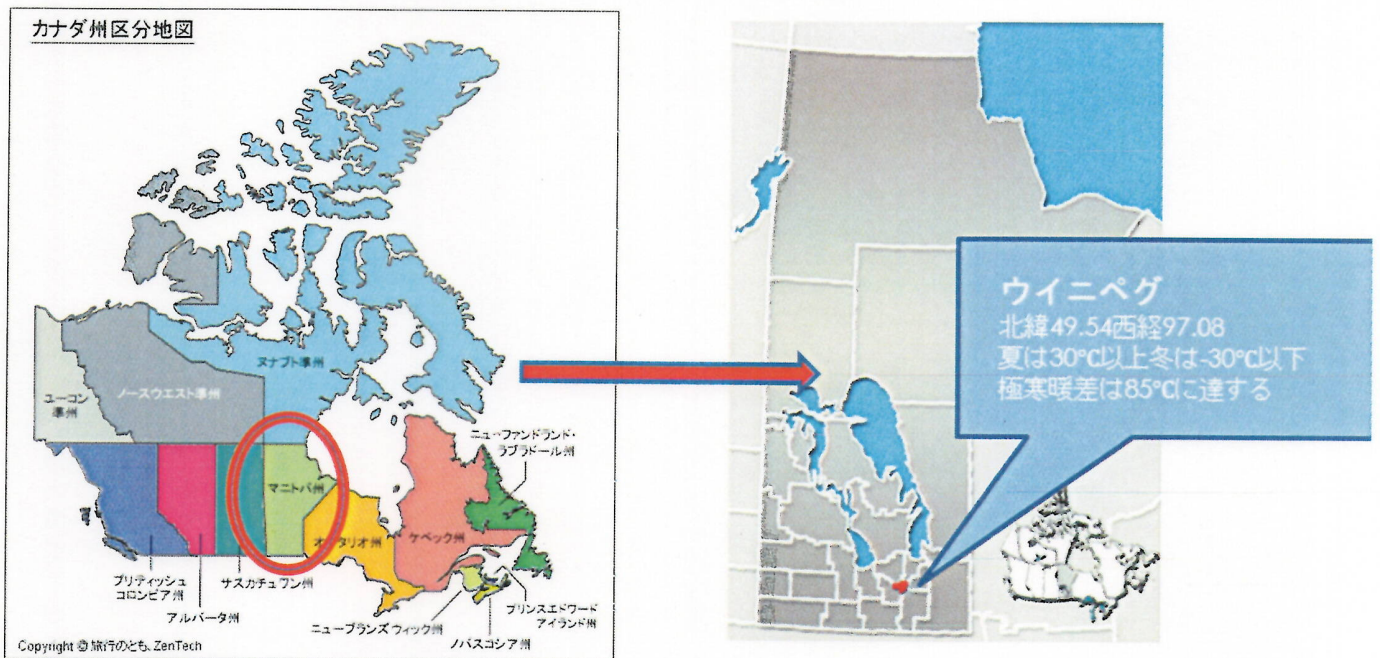 カナダ州区分地図
ヌナブト準州
ノースウエスト準州
ユーコン
準州
ニューファンドランド・
ラブラドール州
マニトバ州
オンタリオ州
ケベック州
ブリティッシュ
コロンビア州
サスカチュワン州
アルバータ州
プリンスエドワード
アイランド州
ニューブランズウィック州
ノバスコシア州
Copyright © 旅行のとも、ZenTech
ウイニペグ
北緯49.54西経97.08
夏は30℃以上冬は-30℃以下
極寒暖差は85℃に達する